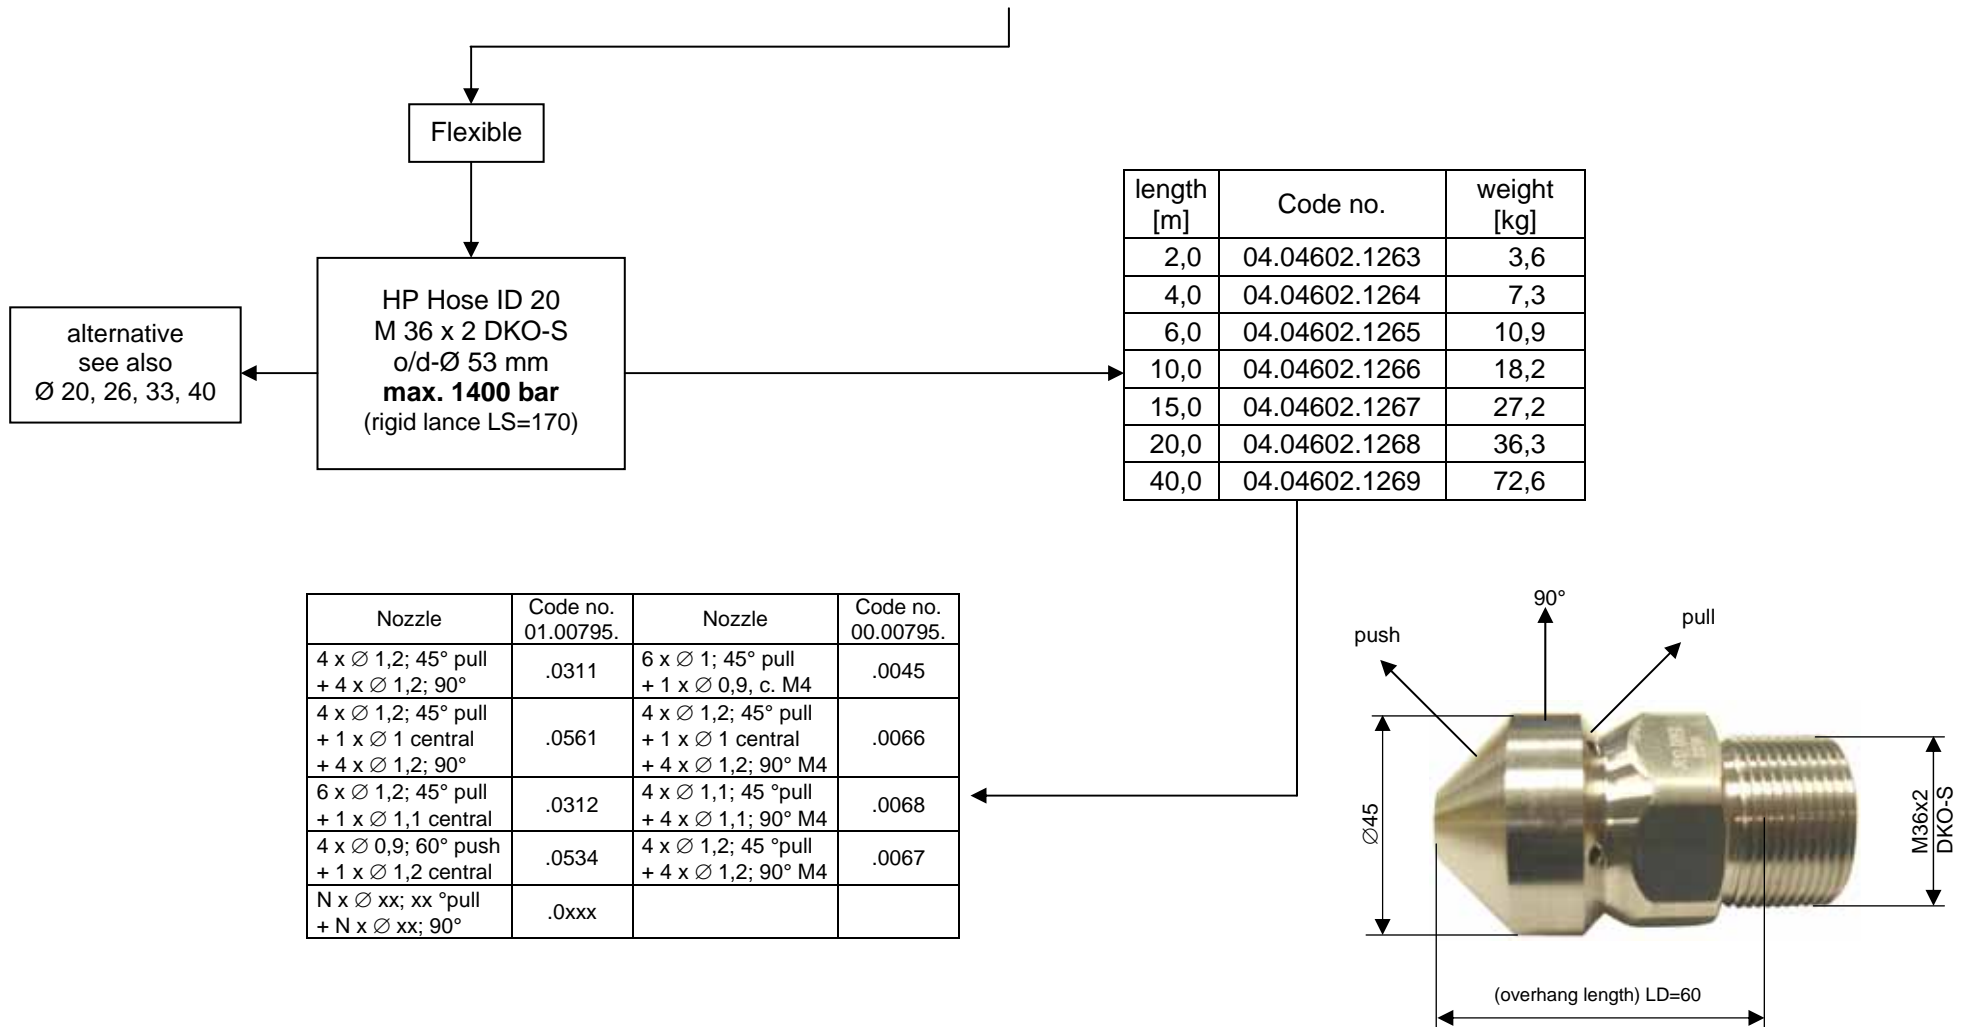 Flexible
HP Hose ID 20
M 36 x 2 DKO-S
o/d-Ø 53 mm
max. 1400 bar
(rigid lance LS=170)
alternative
see also
Ø 20, 26, 33, 40
length [m] Code no. weight [kg]
2,0 04.04602.1263 3,6
4,0 04.04602.1264 7,3
6,0 04.04602.1265 10,9
10,0 04.04602.1266 18,2
15,0 04.04602.1267 27,2
20,0 04.04602.1268 36,3
40,0 04.04602.1269 72,6
Nozzle
Code no.
01.00795.
Nozzle
Code no.
00.00795.
4 x ∅ 1,2; 45° pull
+ 4 x ∅ 1,2; 90°
.0311
6 x ∅ 1; 45° pull
+ 1 x ∅ 0,9, c. M4
.0045
4 x ∅ 1,2; 45° pull
+ 1 x ∅ 1 central
+ 4 x ∅ 1,2; 90°
.0561
4 x ∅ 1,2; 45° pull
+ 1 x ∅ 1 central
+ 4 x ∅ 1,2; 90° M4
.0066
6 x ∅ 1,2; 45° pull
+ 1 x ∅ 1,1 central
.0312
4 x ∅ 1,1; 45 °pull
+ 4 x ∅ 1,1; 90° M4
.0068
4 x ∅ 0,9; 60° push
+ 1 x ∅ 1,2 central
.0534
4 x ∅ 1,2; 45 °pull
+ 4 x ∅ 1,2; 90° M4
.0067
N x ∅ xx; xx °pull
+ N x ∅ xx; 90°
.0xxx
push
90°
pull
∅45
M36x2
DKO-S
(overhang length) LD=60